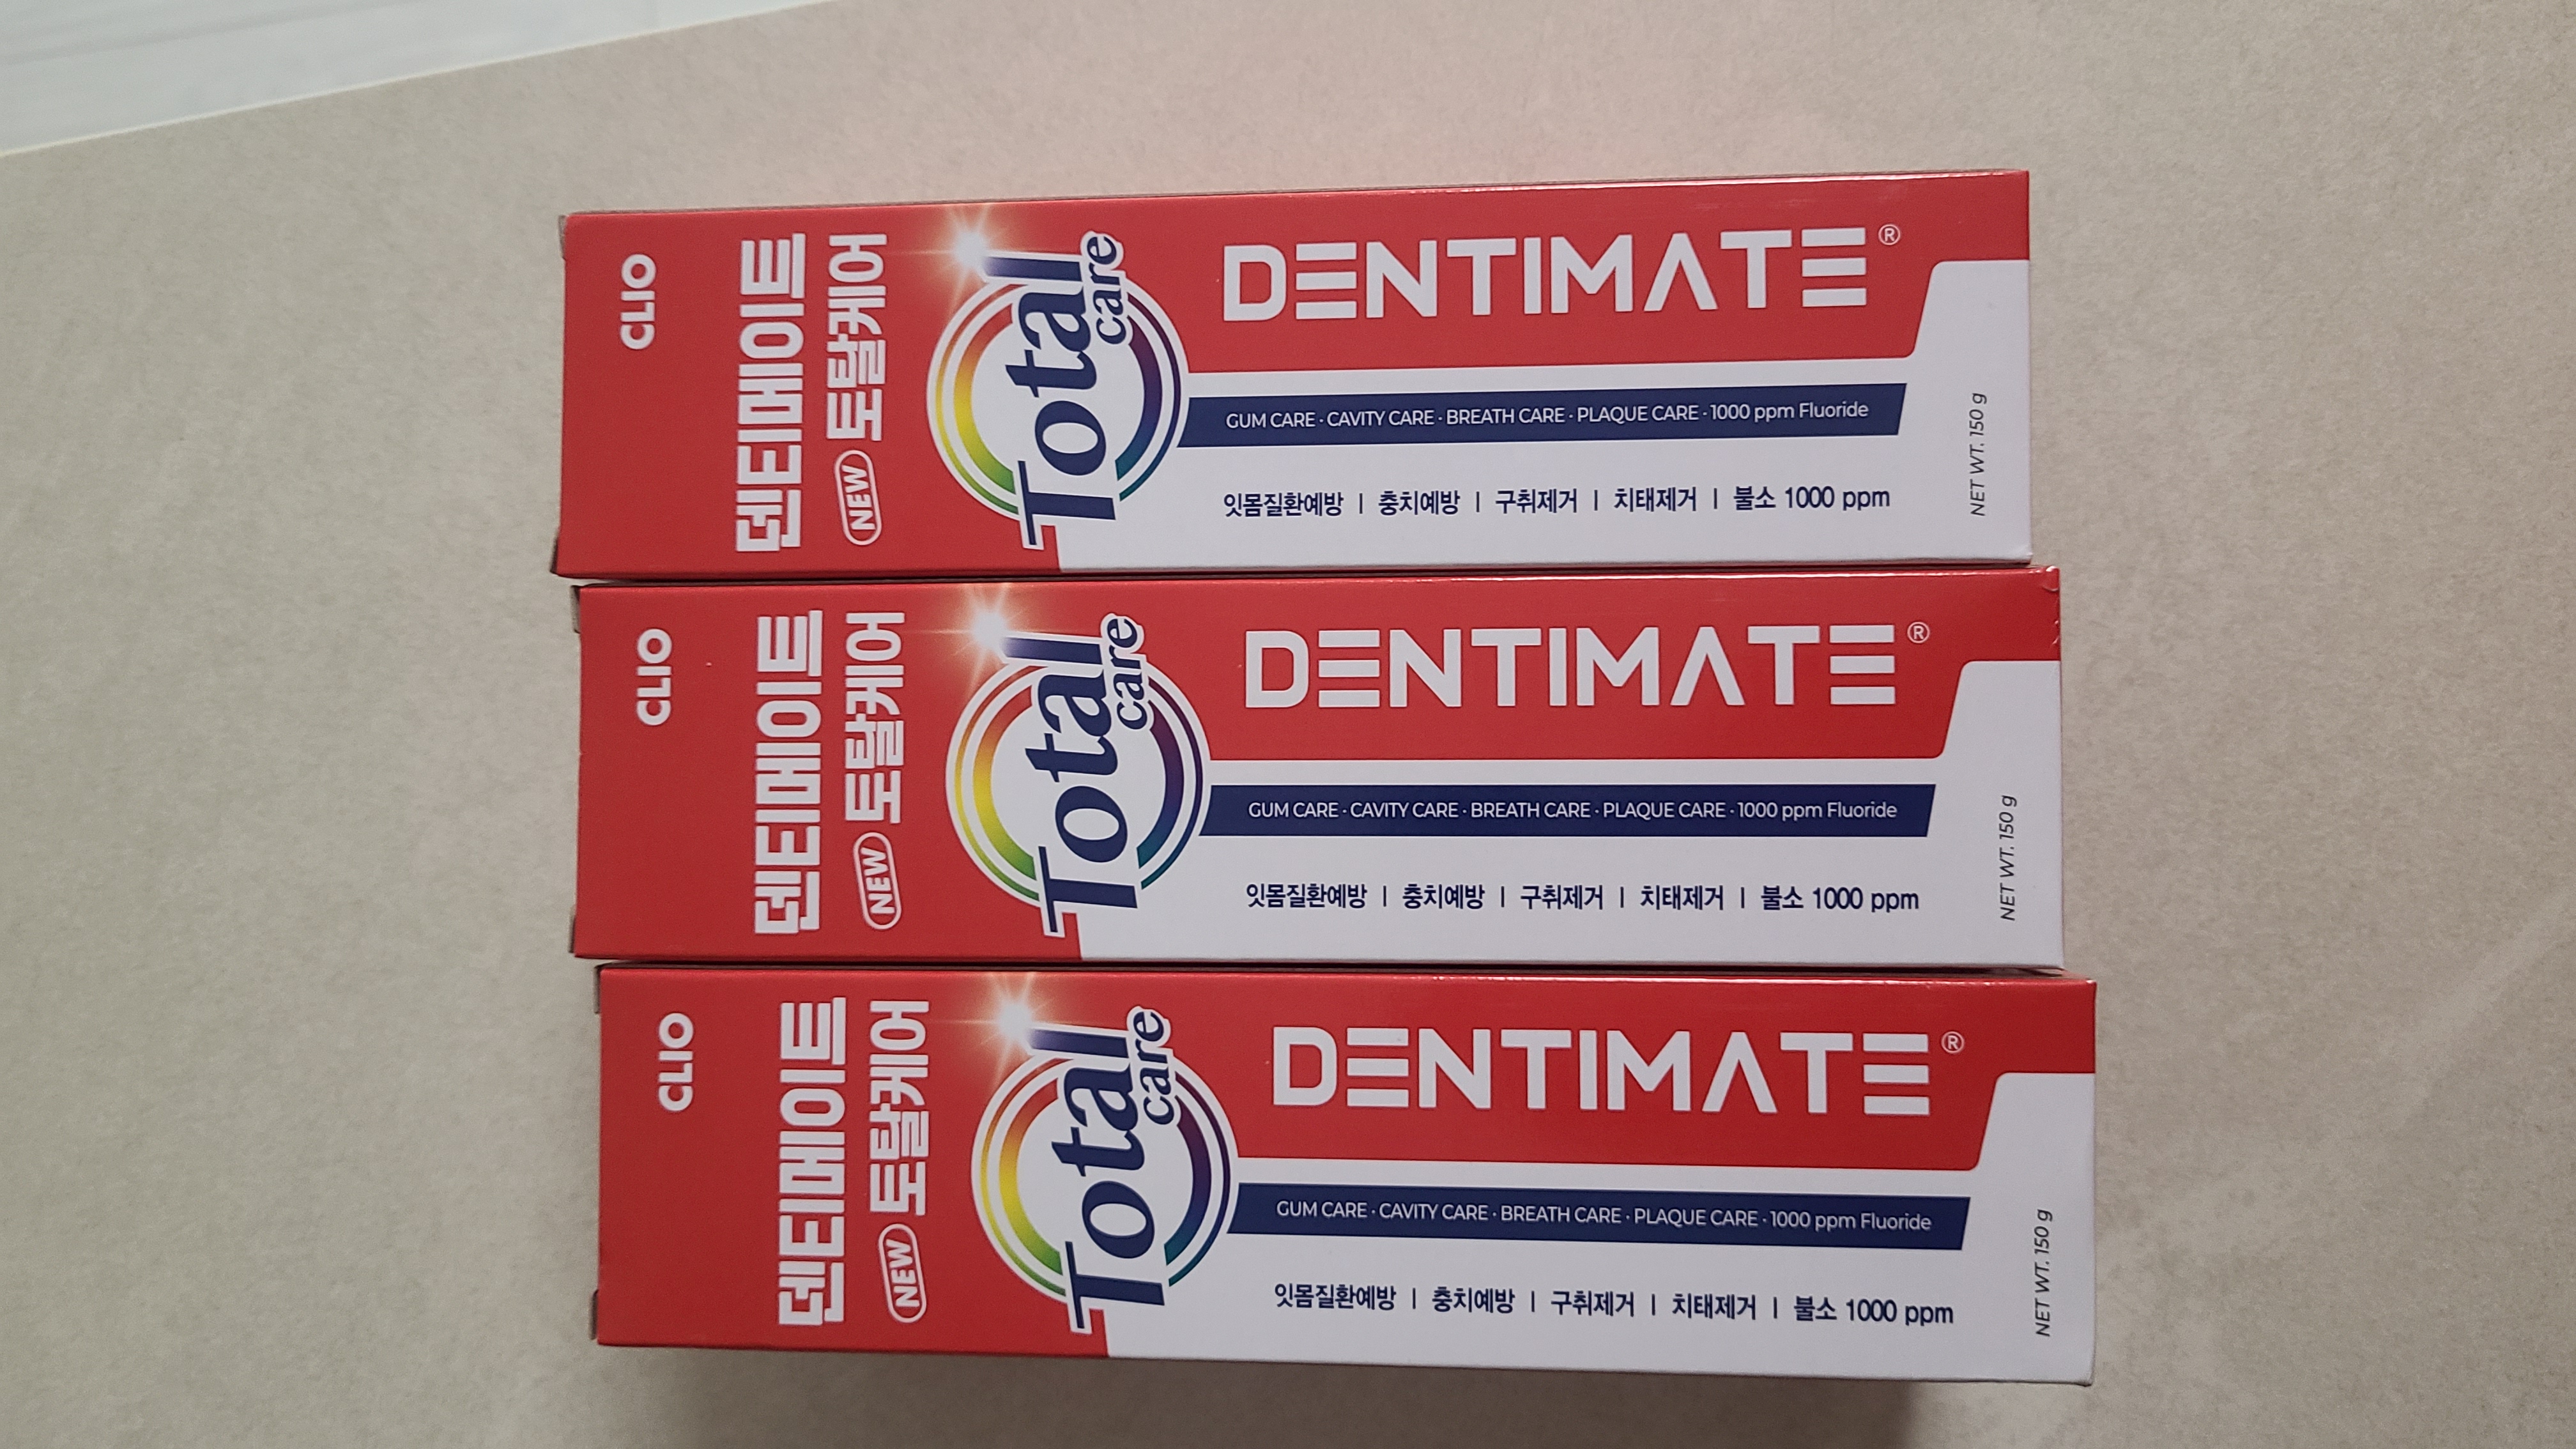 CLIO
덴티메이트
NEW 토탈케어
Total
care
DENTIMATE®
GUM CARE · CAVITY CARE · BREATH CARE · PLAQUE CARE · 1000 ppm Fluoride
잇몸질환예방 | 충치예방 | 구취제거 | 치태제거 | 불소 1000 ppm
NET WT. 150 g
CLIO
덴티메이트
NEW 토탈케어
Total
care
DENTIMATE®
GUM CARE · CAVITY CARE · BREATH CARE · PLAQUE CARE · 1000 ppm Fluoride
잇몸질환예방 | 충치예방 | 구취제거 | 치태제거 | 불소 1000 ppm
NET WT. 150 g
CLIO
덴티메이트
NEW 토탈케어
Total
care
DENTIMATE®
GUM CARE · CAVITY CARE · BREATH CARE · PLAQUE CARE · 1000 ppm Fluoride
잇몸질환예방 | 충치예방 | 구취제거 | 치태제거 | 불소 1000 ppm
NET WT. 150 g